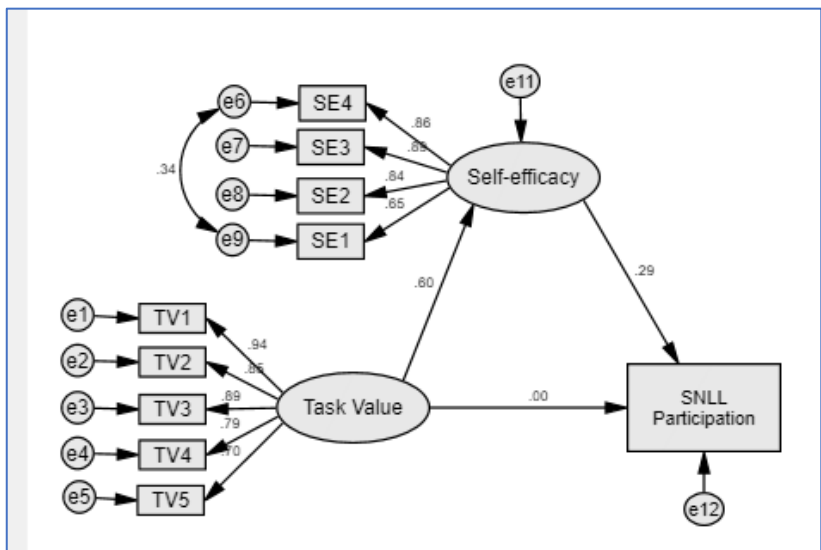 e11
e6
SE4
.86
e7
SE3
.89
Self-efficacy
.34
e8
SE2
.84
.65
e9
SE1
.29
.60
e1
TV1
.94
e2
TV2
.85
SNLL
Participation
e3
TV3
.89
Task Value
.00
.79
e4
TV4
.70
e5
TV5
e12